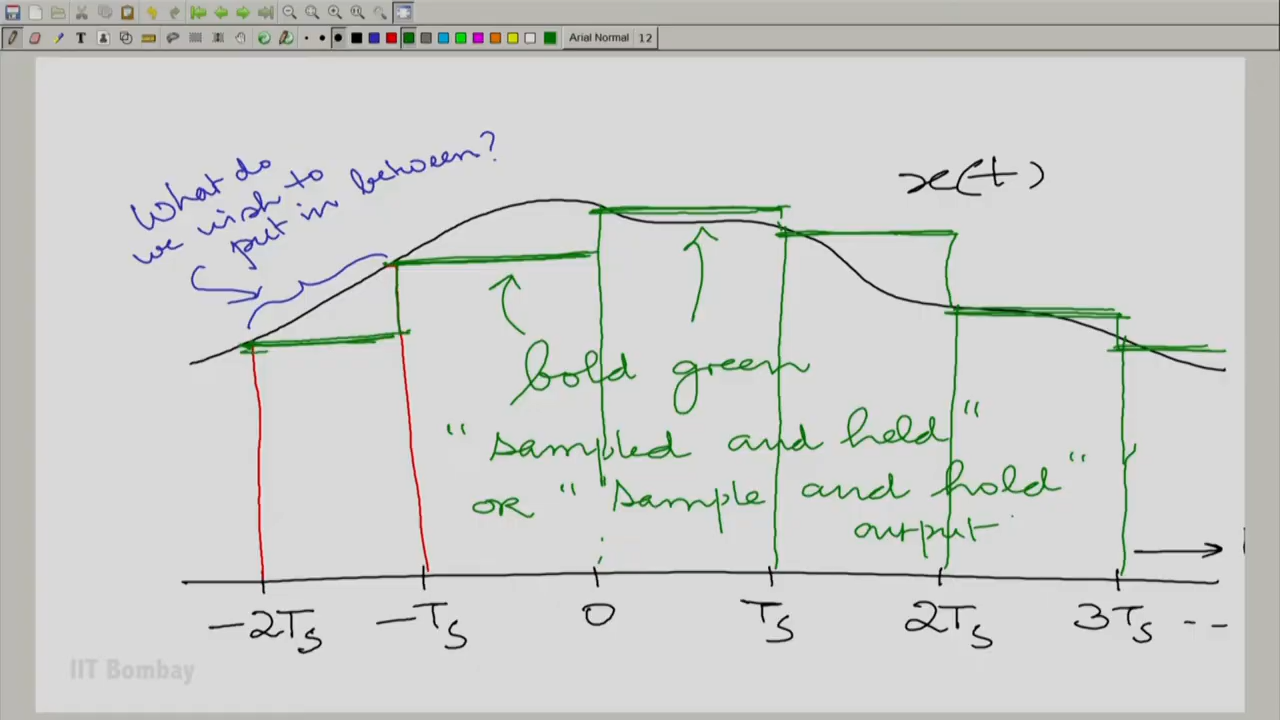 Arial Normal 12
What do
we wish to
put in between?
x(t)
bold green
"sampled and held"
or "sample and hold"
output
-2Ts -Ts 0 Ts 2Ts 3Ts --
IIT Bombay